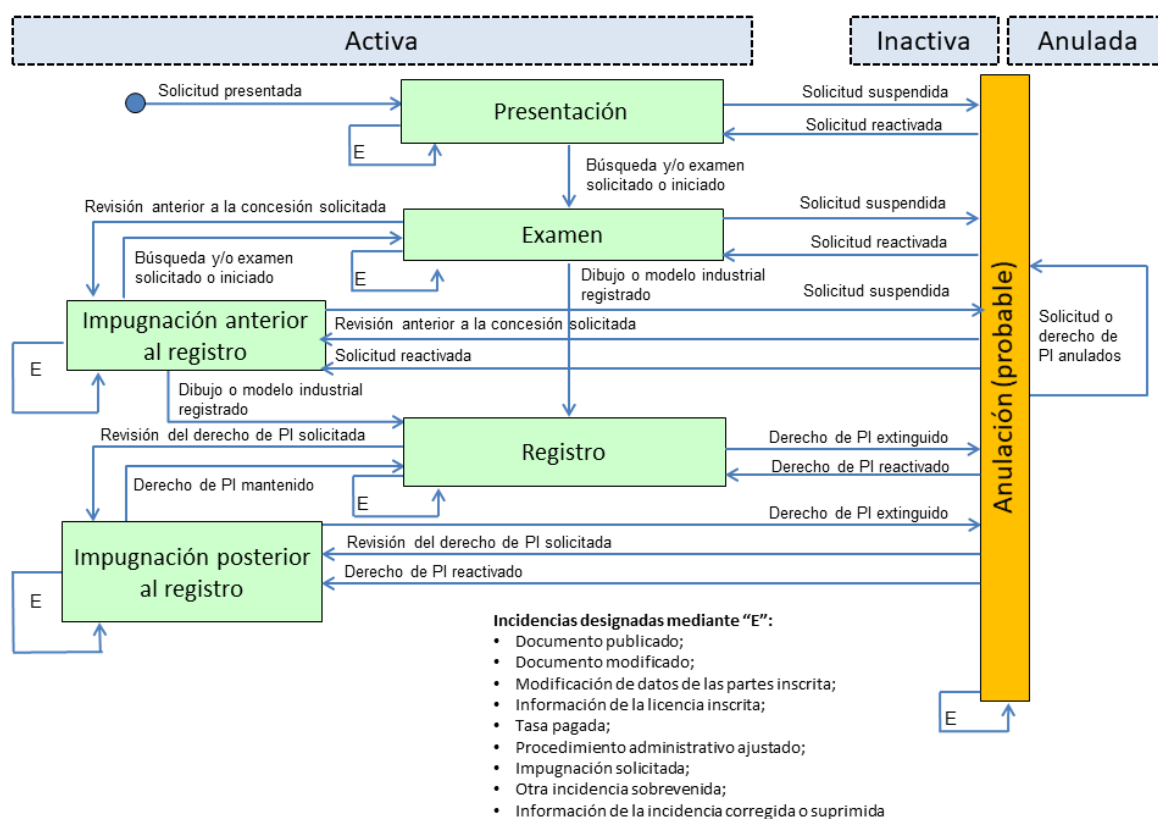 Activa
Inactiva
Anulada
Solicitud presentada
Presentación
Solicitud suspendida
Solicitud reactivada
E
Búsqueda y/o examen
solicitado o iniciado
Revisión anterior a la concesión solicitada
Examen
Solicitud suspendida
Solicitud reactivada
Búsqueda y/o examen
solicitado o iniciado
E
Dibujo o modelo industrial
registrado
Solicitud suspendida
Impugnación anterior
al registro
Revisión anterior a la concesión solicitada
Solicitud reactivada
E
Solicitud o
derecho de
PI anulados
Anulación (probable)
Dibujo o modelo industrial
registrado
Revisión del derecho de PI solicitada
Registro
Derecho de PI extinguido
Derecho de PI reactivado
Derecho de PI mantenido
E
Derecho de PI extinguido
Impugnación posterior
al registro
Revisión del derecho de PI solicitada
Derecho de PI reactivado
E
Incidencias designadas mediante “E”:
• Documento publicado;
• Documento modificado;
• Modificación de datos de las partes inscrita;
• Información de la licencia inscrita;
• Tasa pagada;
• Procedimiento administrativo ajustado;
• Impugnación solicitada;
• Otra incidencia sobrevenida;
• Información de la incidencia corregida o suprimida
E